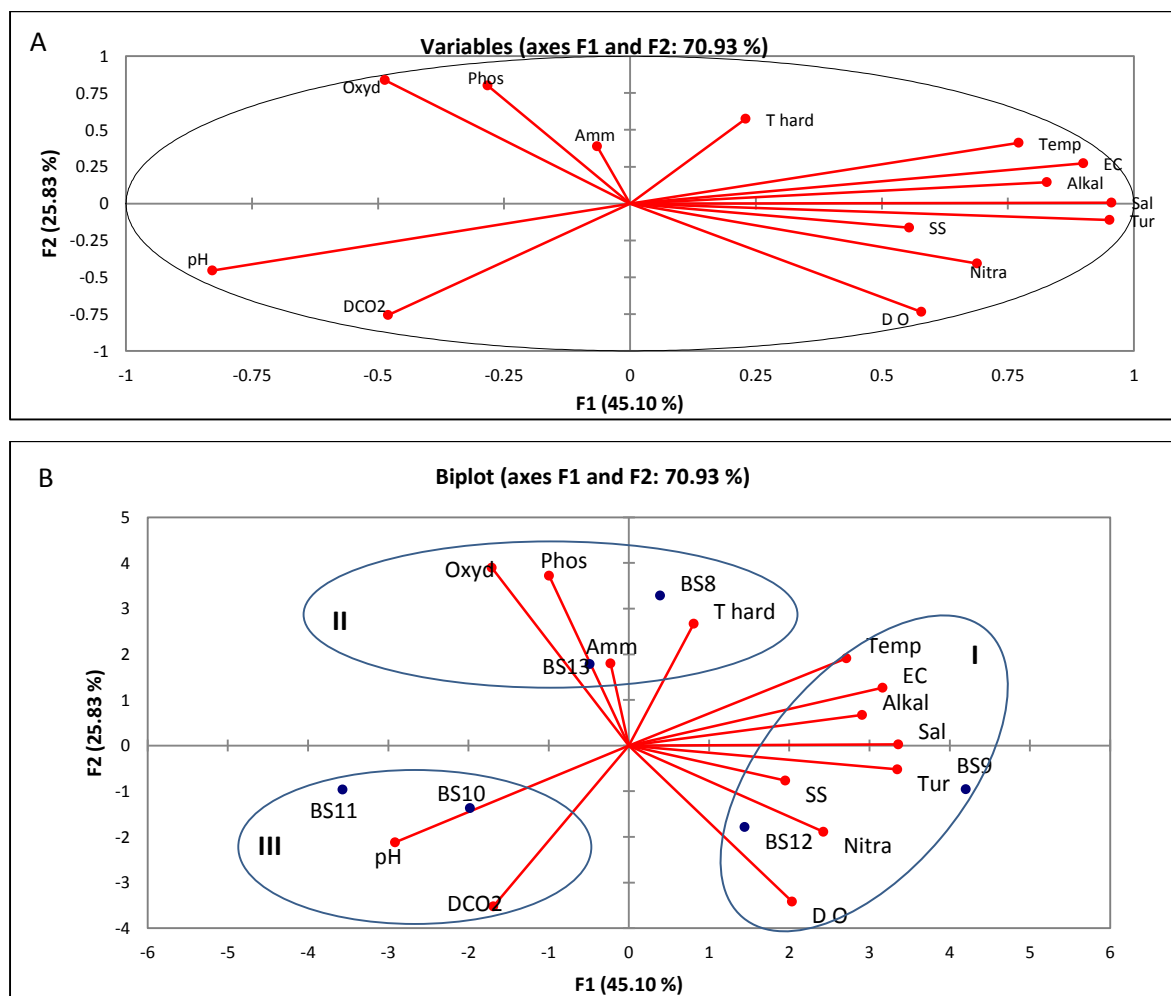 A
Variables (axes F1 and F2: 70.93 %)
1
0.75
0.5
0.25
0
-0.25
-0.5
-0.75
-1
F2 (25.83 %)
Oxyd
Phos
Amm
T hard
Temp
EC
Alkal
Sal
Tur
SS
Nitra
D O
pH
DCO2
-1 -0.75 -0.5 -0.25 0 0.25 0.5 0.75 1
F1 (45.10 %)
B
Biplot (axes F1 and F2: 70.93 %)
5
4
3
2
1
0
-1
-2
-3
-4
F2 (25.83 %)
Oxyd
Phos
BS8
T hard
II
Amm
BS13
Temp
I
EC
Alkal
Sal
Tur
BS9
SS
BS12
Nitra
D O
BS11
BS10
III
pH
DCO2
-6 -5 -4 -3 -2 -1 0 1 2 3 4 5 6
F1 (45.10 %)